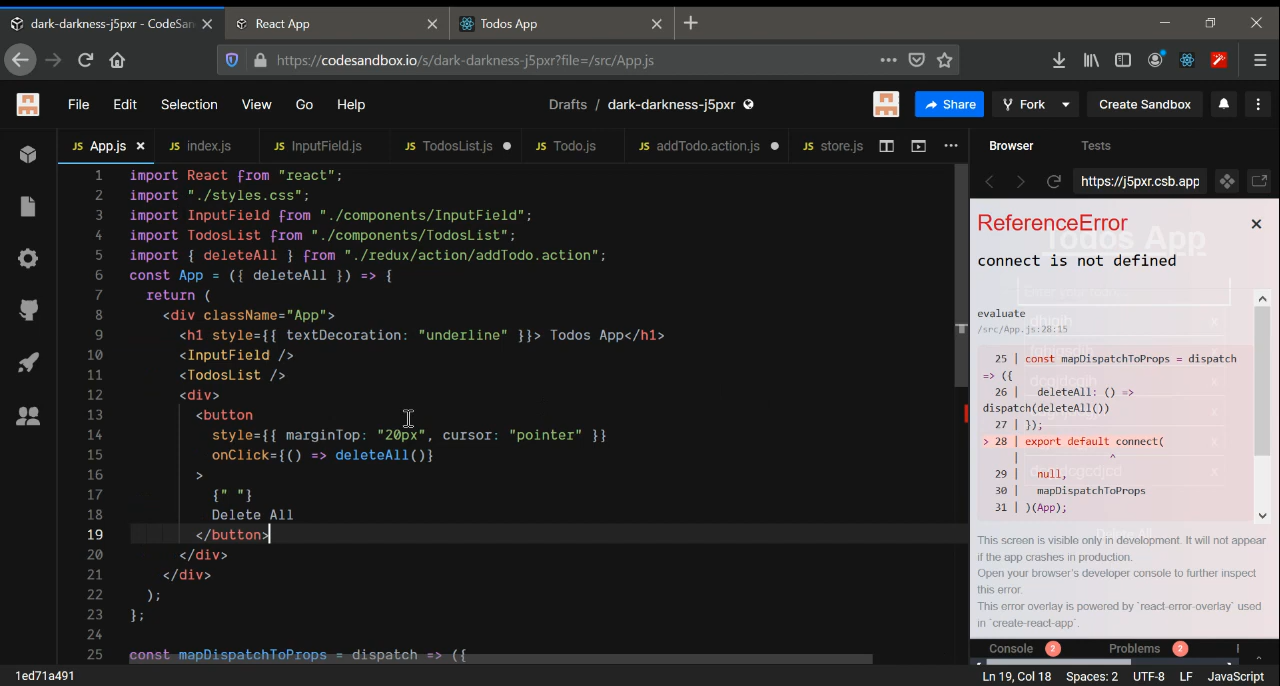 dark-darkness-j5pxr - CodeSan
React App
Todos App
https://codesandbox.io/s/dark-darkness-j5pxr?file=/src/App.js
File Edit Selection View Go Help
Drafts / dark-darkness-j5pxr
Share
Fork
Create Sandbox
JS App.js
JS index.js
JS InputField.js
JS TodosList.js
JS Todo.js
JS addTodo.action.js
JS store.js
1 import React from "react";
2 import "./styles.css";
3 import InputField from "./components/InputField";
4 import TodosList from "./components/TodosList";
5 import { deleteAll } from "./redux/action/addTodo.action";
6 const App = ({ deleteAll }) => {
7 return (
8 <div className="App">
9 <h1 style={{ textDecoration: "underline" }}> Todos App</h1>
10 <InputField />
11 <TodosList />
12 <div>
13 <button
14 style={{ marginTop: "20px", cursor: "pointer" }}
15 onClick={() => deleteAll()}
16 >
17 {" "}
18 Delete All
19 </button>
20 </div>
21 </div>
22 );
23 };
24
25 const mapDispatchToProps = dispatch => ({
Browser
Tests
https://j5pxr.csb.app
ReferenceError
Todos App
connect is not defined
evaluate
/src/App.js:28:15
25 | const mapDispatchToProps = dispatch
=> ({
26 | deleteAll: () =>
dispatch(deleteAll())
27 | });
> 28 | export default connect(
| ^
29 | null,
30 | mapDispatchToProps
31 | )(App);
This screen is visible only in development. It will not appear
if the app crashes in production.
Open your browser's developer console to further inspect
this error.
This error overlay is powered by `react-error-overlay` used
in `create-react-app`.
Console 2
Problems 2
1ed71a491
Ln 19, Col 18 Spaces: 2 UTF-8 LF JavaScript